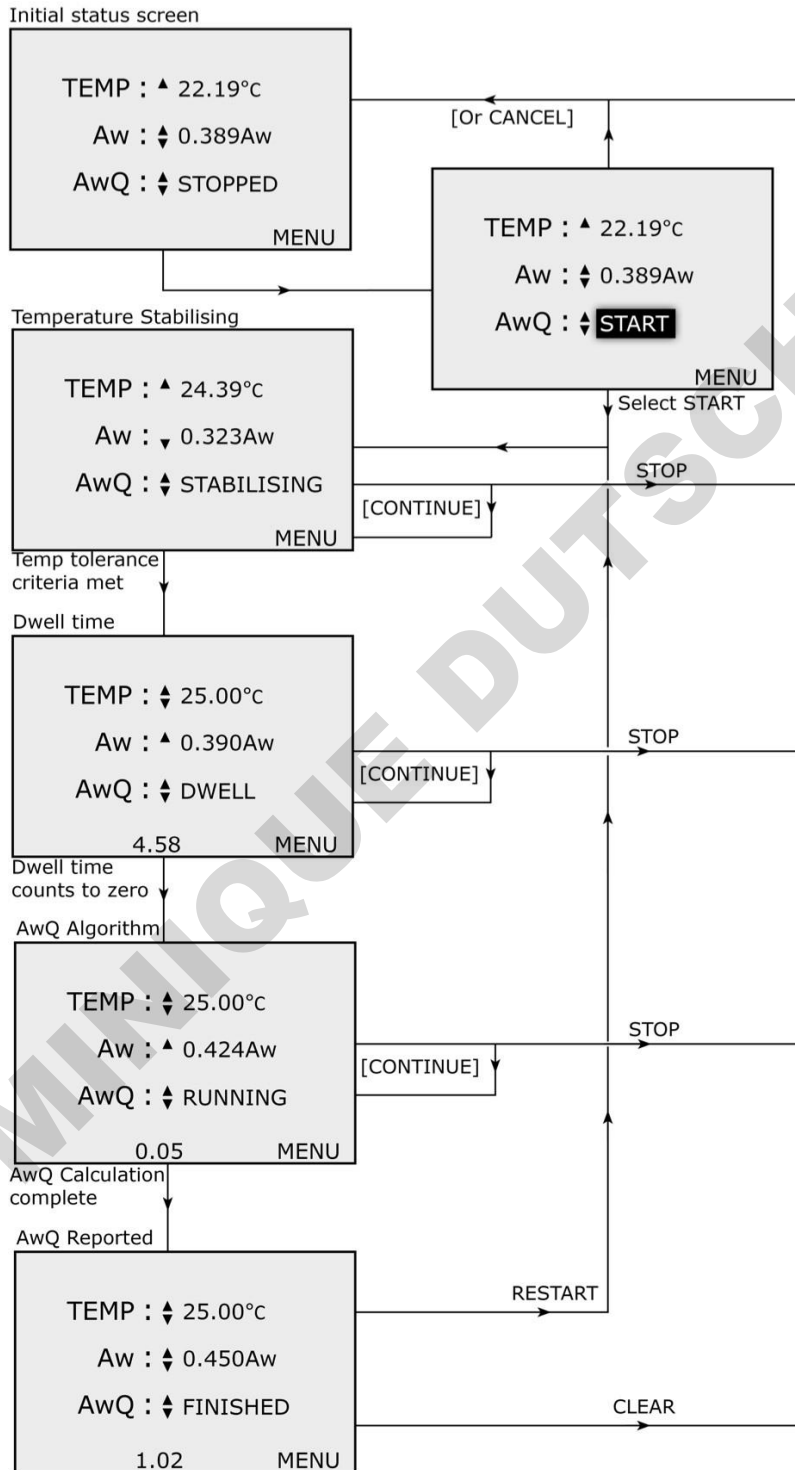 Initial status screen
TEMP : ▲ 22.19°C
Aw : ▲▼ 0.389Aw
AwQ : ▲▼ STOPPED
MENU
[Or CANCEL]
TEMP : ▲ 22.19°C
Aw : ▲▼ 0.389Aw
AwQ : ▲▼ START
MENU
Select START
Temperature Stabilising
TEMP : ▲ 24.39°C
Aw : ▼ 0.323Aw
AwQ : ▲▼ STABILISING
MENU
[CONTINUE]
STOP
Temp tolerance
criteria met
Dwell time
TEMP : ▲▼ 25.00°C
Aw : ▲ 0.390Aw
AwQ : ▲▼ DWELL
4.58 MENU
[CONTINUE]
STOP
Dwell time
counts to zero
AwQ Algorithm
TEMP : ▲▼ 25.00°C
Aw : ▲ 0.424Aw
AwQ : ▲▼ RUNNING
0.05 MENU
[CONTINUE]
STOP
AwQ Calculation
complete
AwQ Reported
TEMP : ▲▼ 25.00°C
Aw : ▲▼ 0.450Aw
AwQ : ▲▼ FINISHED
1.02 MENU
RESTART
CLEAR
MINIQUE DUTSCH